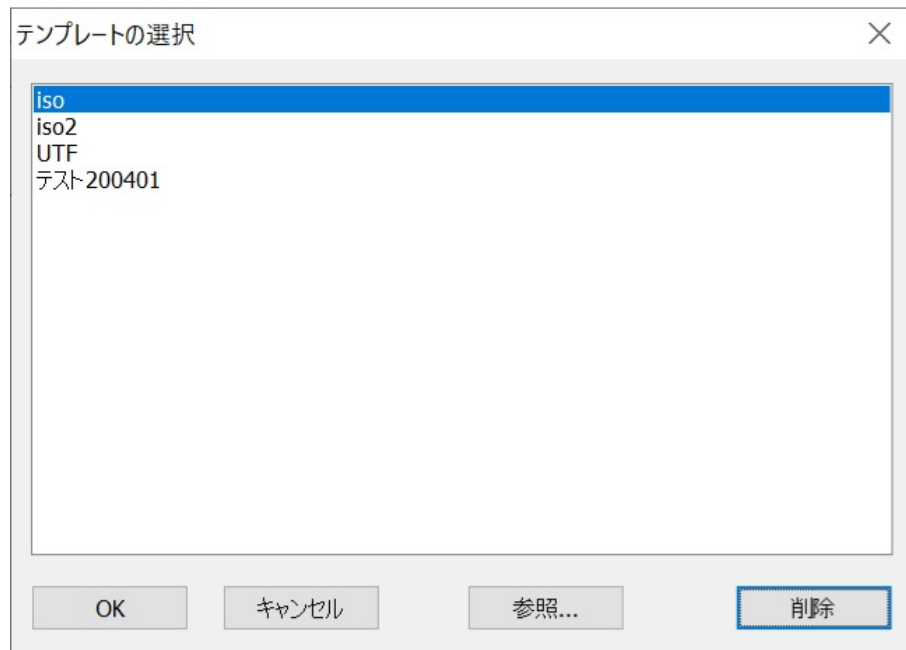 テンプレートの選択
iso
iso2
UTF
テスト200401
OK
キャンセル
参照...
削除